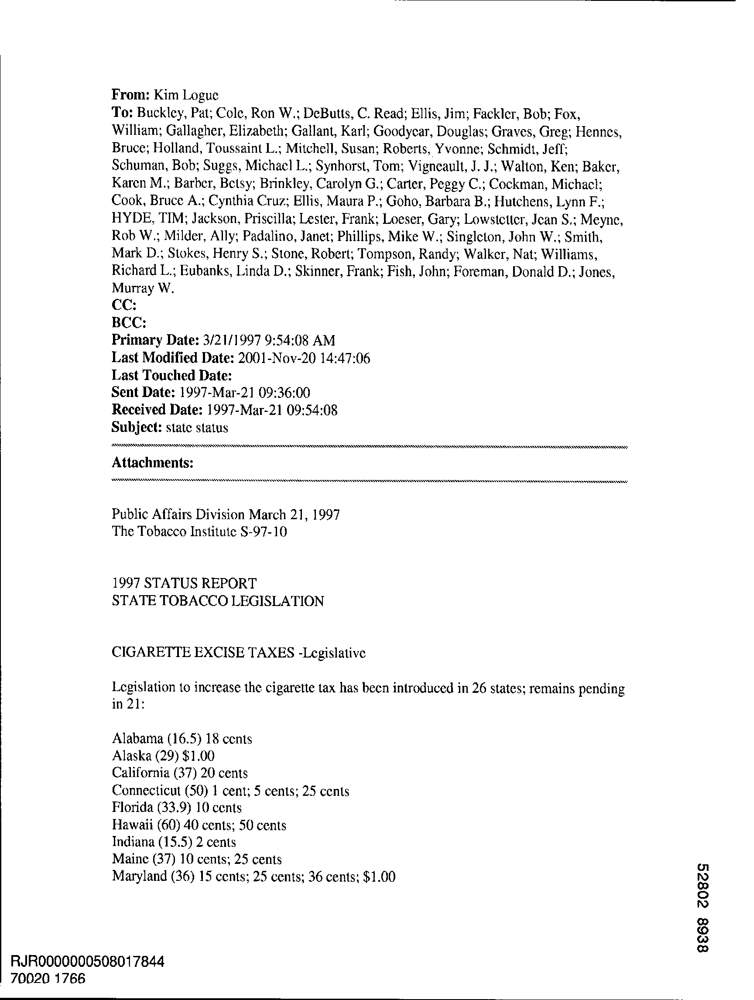 From: Kim Logue
To: Buckley, Pat; Cole, Ron W.; DeButts, C. Read; Ellis, Jim; Fackler, Bob; Fox,
William; Gallagher, Elizabeth; Gallant, Karl; Goodyear, Douglas; Graves, Greg; Hennes,
Bruce; Holland, Toussaint L.; Mitchell, Susan; Roberts, Yvonne; Schmidt, Jeff;
Schuman, Bob; Suggs, Michael L.; Synhorst, Tom; Vigneault, J. J.; Walton, Ken; Baker,
Karen M.; Barber, Betsy; Brinkley, Carolyn G.; Carter, Peggy C.; Cockman, Michael;
Cook, Bruce A.; Cynthia Cruz; Ellis, Maura P.; Goho, Barbara B.; Hutchens, Lynn F.;
HYDE, TIM; Jackson, Priscilla; Lester, Frank; Loeser, Gary; Lowstetter, Jean S.; Meyne,
Rob W.; Milder, Ally; Padalino, Janet; Phillips, Mike W.; Singleton, John W.; Smith,
Mark D.; Stokes, Henry S.; Stone, Robert; Tompson, Randy; Walker, Nat; Williams,
Richard L.; Eubanks, Linda D.; Skinner, Frank; Fish, John; Foreman, Donald D.; Jones,
Murray W.
CC:
BCC:
Primary Date: 3/21/1997 9:54:08 AM
Last Modified Date: 2001-Nov-20 14:47:06
Last Touched Date:
Sent Date: 1997-Mar-21 09:36:00
Received Date: 1997-Mar-21 09:54:08
Subject: state status
Attachments:
Public Affairs Division March 21, 1997
The Tobacco Institute S-97-10
1997 STATUS REPORT
STATE TOBACCO LEGISLATION
CIGARETTE EXCISE TAXES -Legislative
Legislation to increase the cigarette tax has been introduced in 26 states; remains pending
in 21:
Alabama (16.5) 18 cents
Alaska (29) $1.00
California (37) 20 cents
Connecticut (50) 1 cent; 5 cents; 25 cents
Florida (33.9) 10 cents
Hawaii (60) 40 cents; 50 cents
Indiana (15.5) 2 cents
Maine (37) 10 cents; 25 cents
Maryland (36) 15 cents; 25 cents; 36 cents; $1.00
52802 8938
RJR0000000508017844
70020 1766